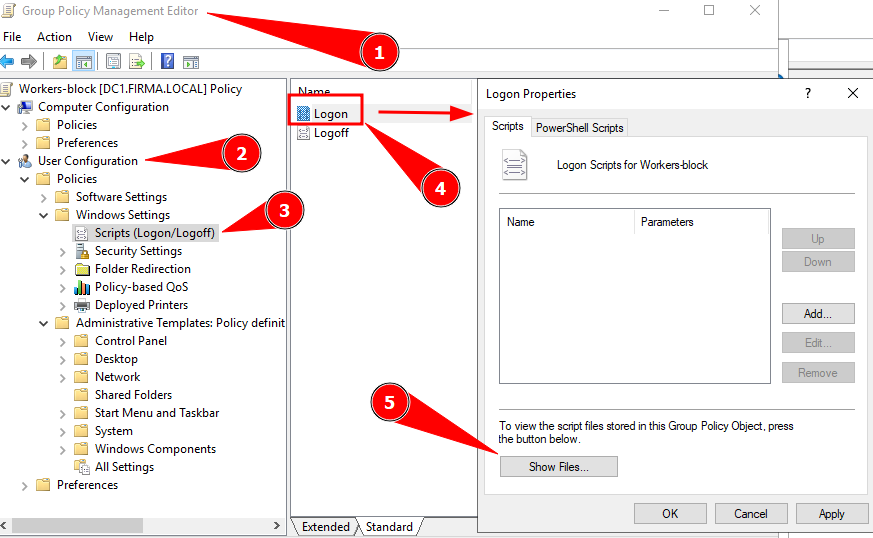 Group Policy Management Editor
File Action View Help
1
Workers-block [DC1.FIRMA.LOCAL] Policy
Computer Configuration
Policies
Preferences
User Configuration
2
Policies
Software Settings
Windows Settings
3
Scripts (Logon/Logoff)
Security Settings
Folder Redirection
Policy-based QoS
Deployed Printers
Administrative Templates: Policy definit
Control Panel
Desktop
Network
Shared Folders
Start Menu and Taskbar
System
Windows Components
All Settings
Preferences
Name
Logon
Logoff
4
Extended Standard
Logon Properties
Scripts PowerShell Scripts
Logon Scripts for Workers-block
Name Parameters
Up
Down
Add...
Edit...
Remove
5
To view the script files stored in this Group Policy Object, press
the button below.
Show Files...
OK Cancel Apply